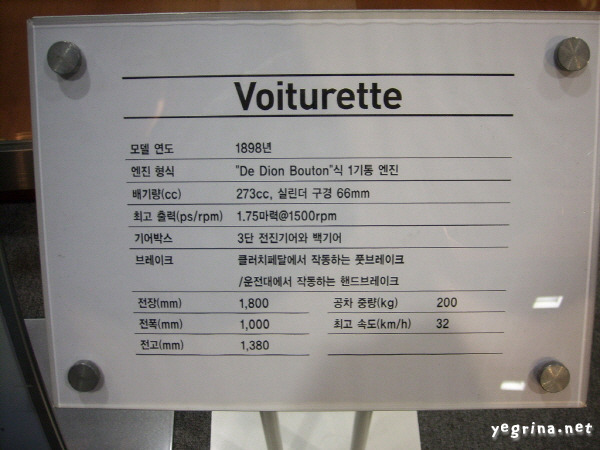 Voiturette
모델 연도 1898년
엔진 형식 "De Dion Bouton"식 1기통 엔진
배기량(cc) 273cc, 실린더 구경 66mm
최고 출력(ps/rpm) 1.75마력@1500rpm
기어박스 3단 전진기어와 백기어
브레이크 클러치페달에서 작동하는 풋브레이크
/운전대에서 작동하는 핸드브레이크
전장(mm) 1,800 공차 중량(kg) 200
전폭(mm) 1,000 최고 속도(km/h) 32
전고(mm) 1,380
yegrina.net